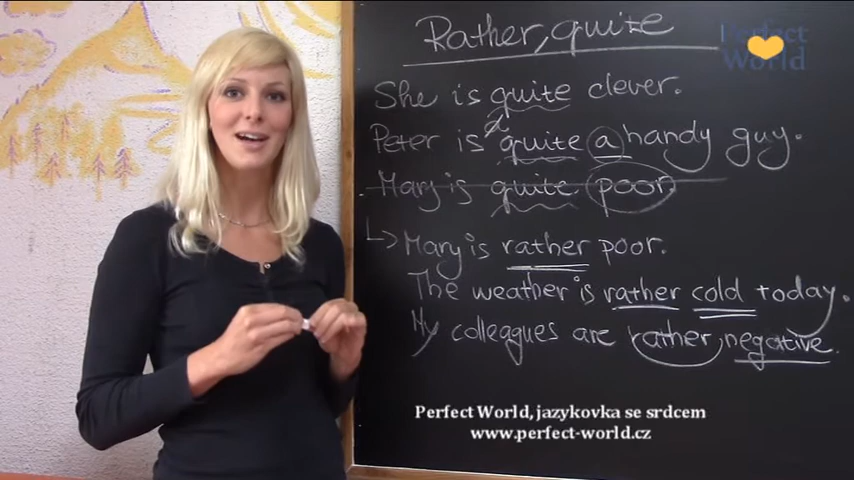 Rather, quite
Perfect
World
She is quite clever.
Peter is quite a handy guy.
Mary is quite poor
Mary is rather poor.
The weather is rather cold today.
My colleagues are rather negative.
Perfect World, jazykovka se srdcem
www.perfect-world.cz